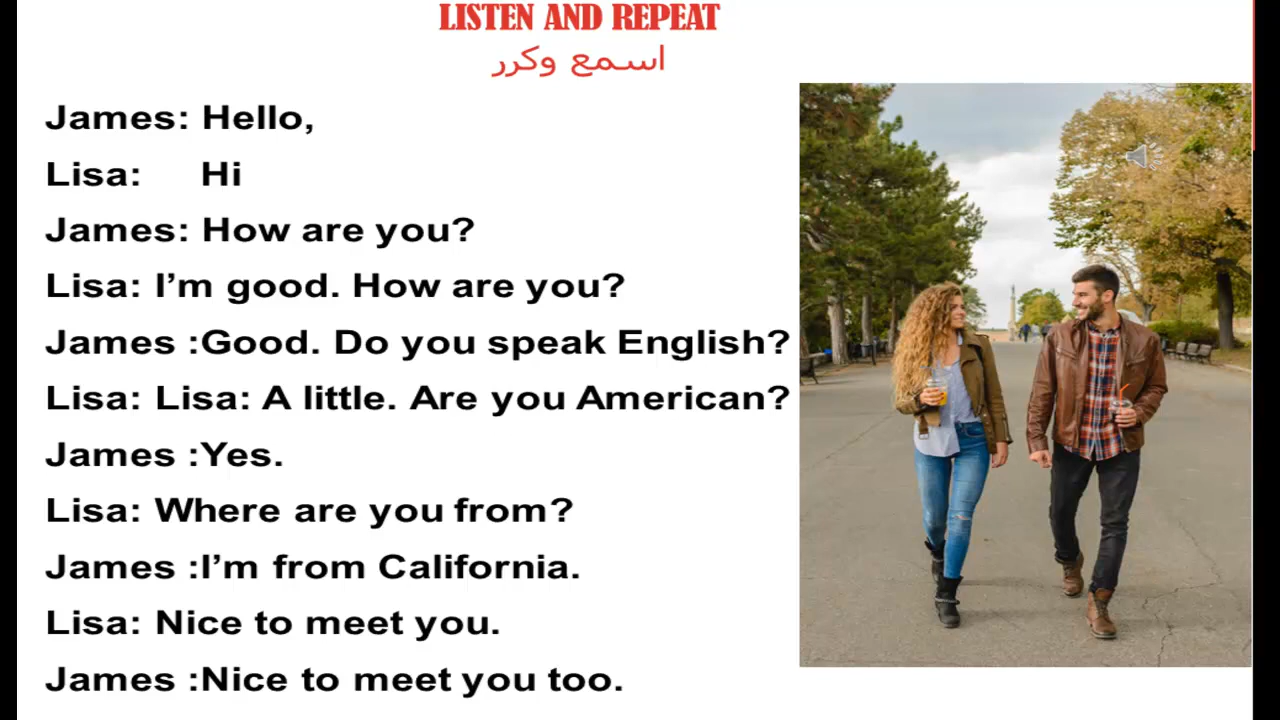 LISTEN AND REPEAT
اسمع وكرر
James: Hello,
Lisa: Hi
James: How are you?
Lisa: I’m good. How are you?
James :Good. Do you speak English?
Lisa: Lisa: A little. Are you American?
James :Yes.
Lisa: Where are you from?
James :I’m from California.
Lisa: Nice to meet you.
James :Nice to meet you too.